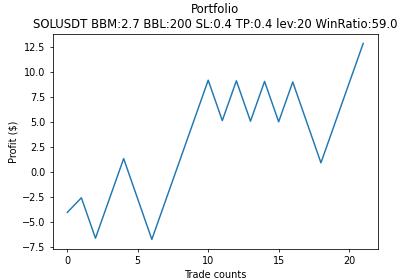 Portfolio
SOLUSDT BBM:2.7 BBL:200 SL:0.4 TP:0.4 lev:20 WinRatio:59.0
12.5
10.0
7.5
5.0
2.5
0.0
−2.5
−5.0
−7.5
Profit ($)
0 5 10 15 20
Trade counts